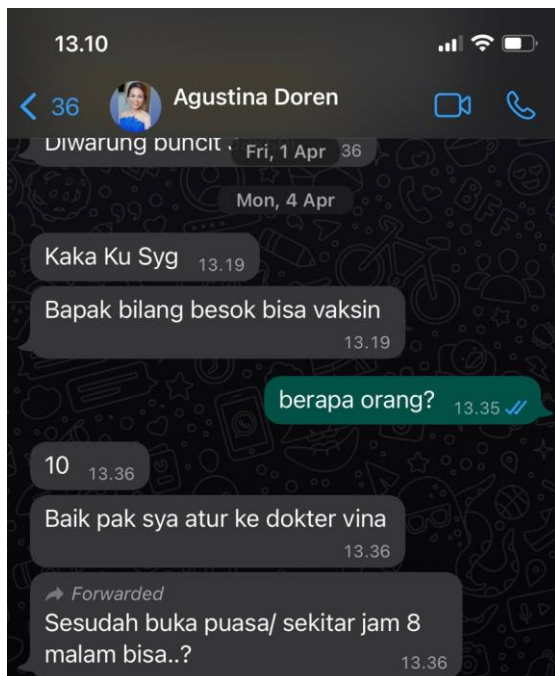 13.10
36
Agustina Doren
Diwarung buncit
Fri, 1 Apr
36
Mon, 4 Apr
Kaka Ku Syg 13.19
Bapak bilang besok bisa vaksin
13.19
berapa orang? 13.35
10 13.36
Baik pak sya atur ke dokter vina
13.36
Forwarded
Sesudah buka puasa/ sekitar jam 8
malam bisa..? 13.36